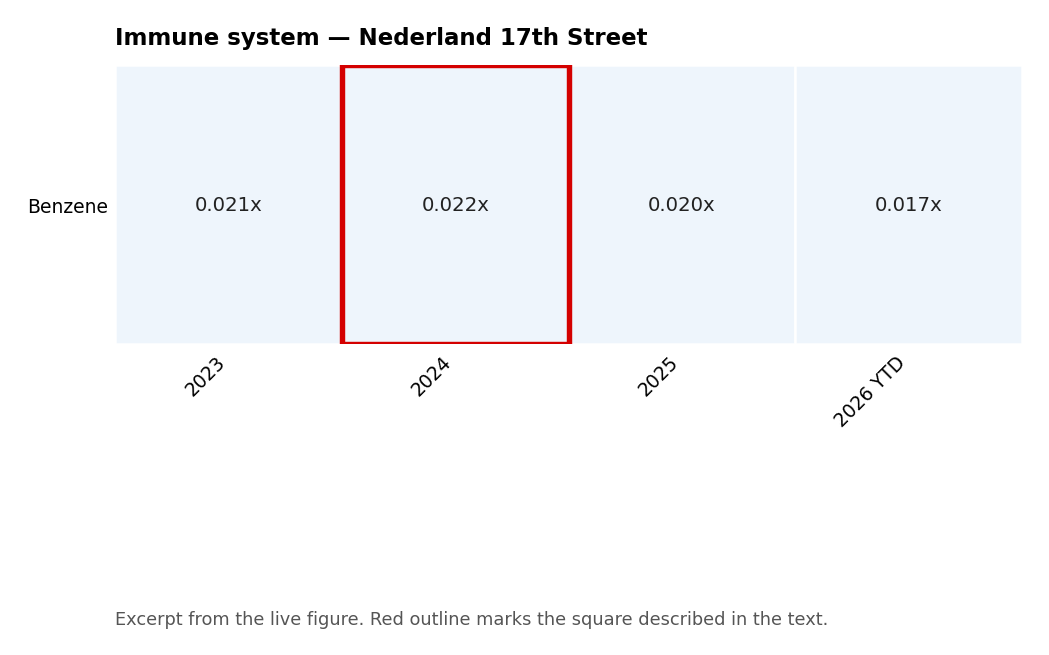 Immune system — Nederland 17th Street
Benzene
0.021x
0.022x
0.020x
0.017x
2023
2024
2025
2026 YTD
Excerpt from the live figure. Red outline marks the square described in the text.